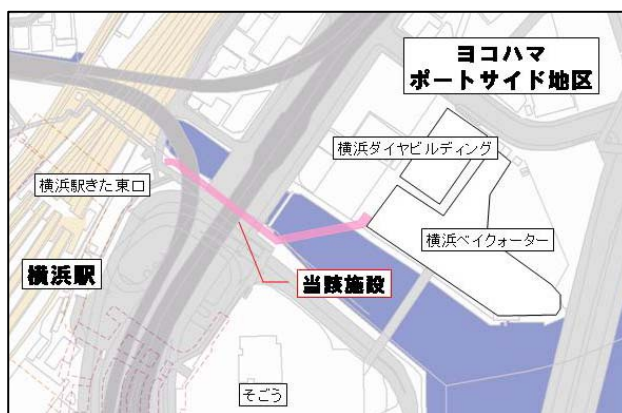 ヨコハマ
ポートサイド地区
横浜ダイヤビルディング
横浜駅きた東口
横浜ベイクォーター
横浜駅
当該施設
そごう